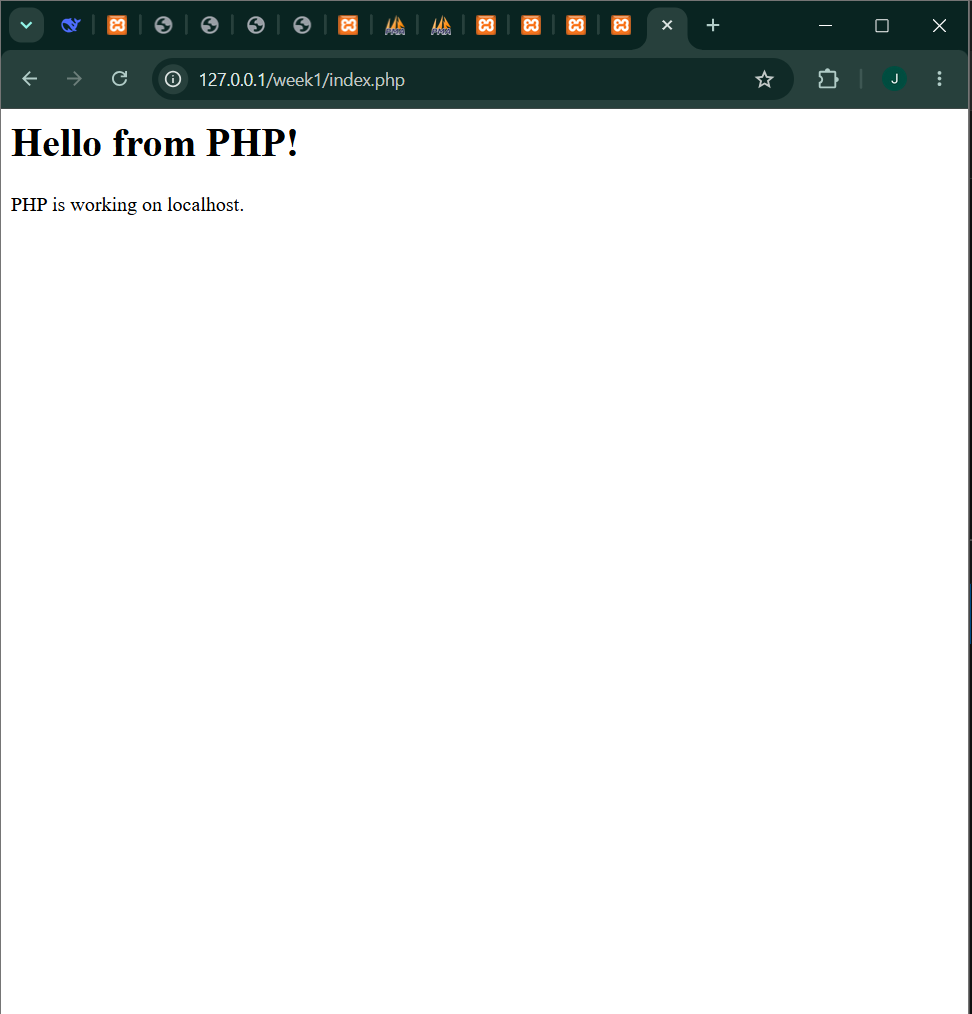 127.0.0.1/week1/index.php
J
Hello from PHP!
PHP is working on localhost.